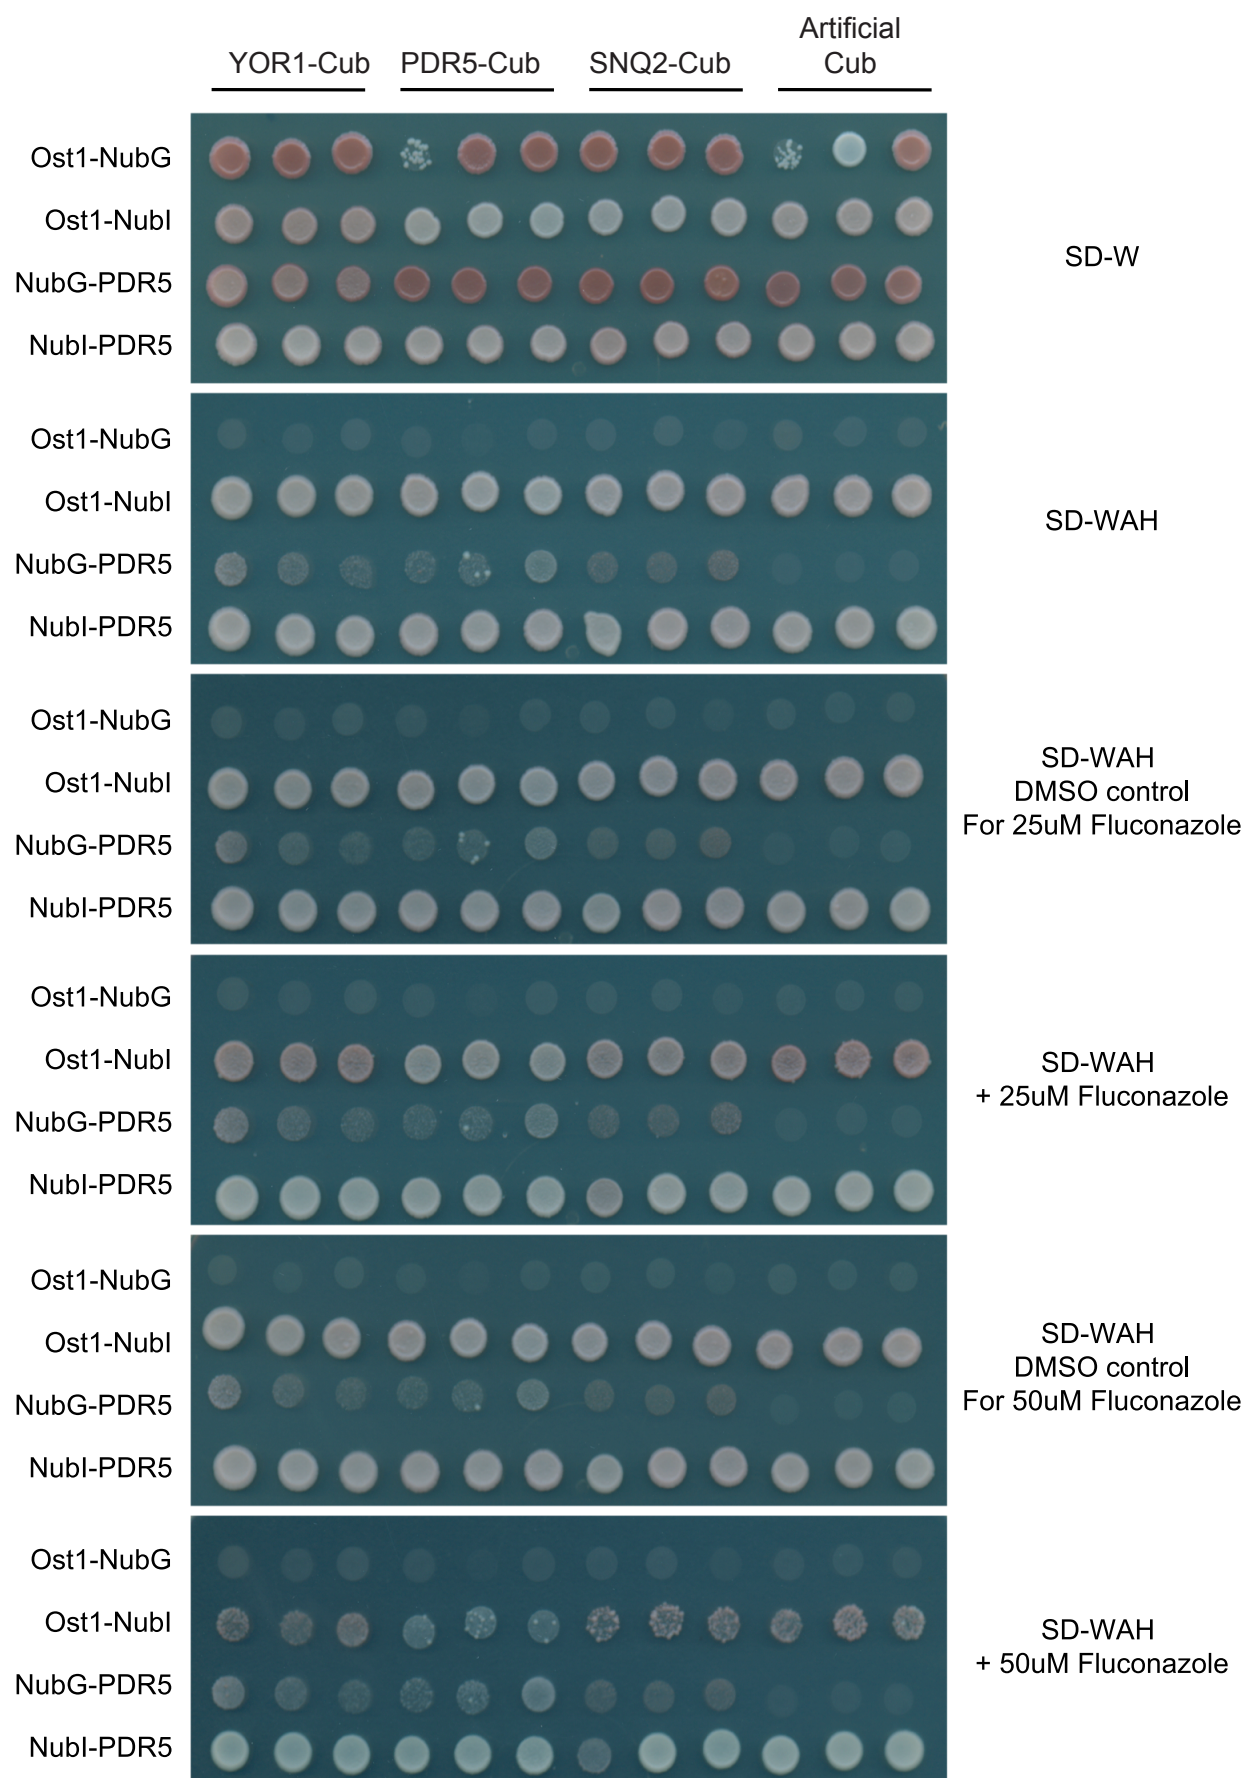 YOR1-Cub PDR5-Cub SNQ2-Cub Artificial
Cub
Ost1-NubG
Ost1-NubI
NubG-PDR5
NubI-PDR5
SD-W
Ost1-NubG
Ost1-NubI
NubG-PDR5
NubI-PDR5
SD-WAH
Ost1-NubG
Ost1-NubI
NubG-PDR5
NubI-PDR5
SD-WAH
DMSO control
For 25uM Fluconazole
Ost1-NubG
Ost1-NubI
NubG-PDR5
NubI-PDR5
SD-WAH
+ 25uM Fluconazole
Ost1-NubG
Ost1-NubI
NubG-PDR5
NubI-PDR5
SD-WAH
DMSO control
For 50uM Fluconazole
Ost1-NubG
Ost1-NubI
NubG-PDR5
NubI-PDR5
SD-WAH
+ 50uM Fluconazole